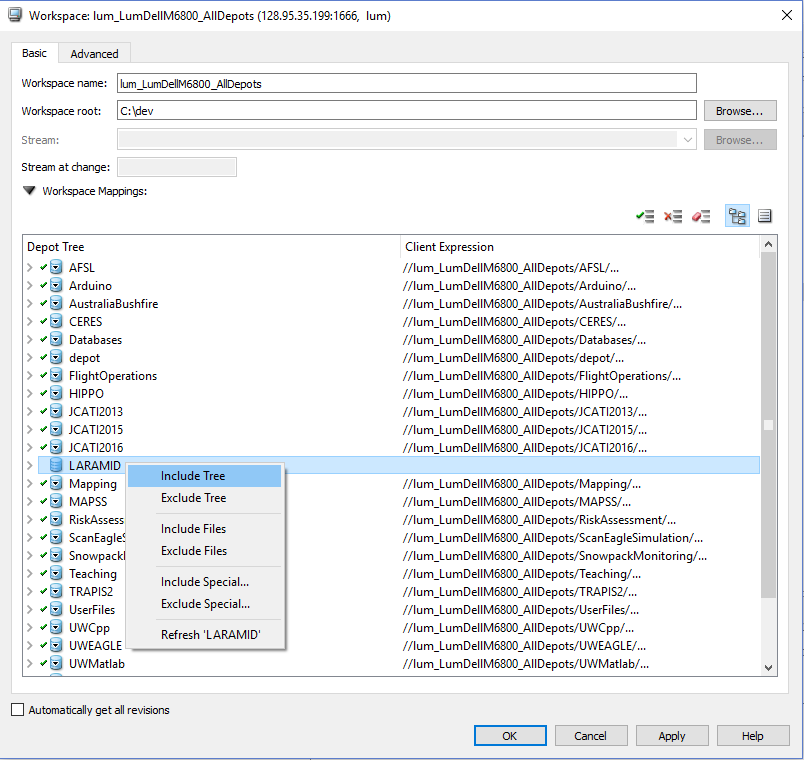 Workspace: lum_LumDellM6800_AllDepots (128.95.35.199:1666, lum)
Basic
Advanced
Workspace name: lum_LumDellM6800_AllDepots
Workspace root: C:\dev Browse...
Stream: Browse...
Stream at change:
Workspace Mappings:
Depot Tree Client Expression
AFSL //lum_LumDellM6800_AllDepots/AFSL/...
Arduino //lum_LumDellM6800_AllDepots/Arduino/...
AustraliaBushfire //lum_LumDellM6800_AllDepots/AustraliaBushfire/...
CERES //lum_LumDellM6800_AllDepots/CERES/...
Databases //lum_LumDellM6800_AllDepots/Databases/...
depot //lum_LumDellM6800_AllDepots/depot/...
FlightOperations //lum_LumDellM6800_AllDepots/FlightOperations/...
HIPPO //lum_LumDellM6800_AllDepots/HIPPO/...
JCATI2013 //lum_LumDellM6800_AllDepots/JCATI2013/...
JCATI2015 //lum_LumDellM6800_AllDepots/JCATI2015/...
JCATI2016 //lum_LumDellM6800_AllDepots/JCATI2016/...
LARAMID
Mapping //lum_LumDellM6800_AllDepots/Mapping/...
MAPSS //lum_LumDellM6800_AllDepots/MAPSS/...
RiskAssess //lum_LumDellM6800_AllDepots/RiskAssessment/...
ScanEagleS //lum_LumDellM6800_AllDepots/ScanEagleSimulation/...
Snowpack //lum_LumDellM6800_AllDepots/SnowpackMonitoring/...
Teaching //lum_LumDellM6800_AllDepots/Teaching/...
TRAPIS2 //lum_LumDellM6800_AllDepots/TRAPIS2/...
UserFiles //lum_LumDellM6800_AllDepots/UserFiles/...
UWCpp //lum_LumDellM6800_AllDepots/UWCpp/...
UWEAGLE //lum_LumDellM6800_AllDepots/UWEAGLE/...
UWMatlab //lum_LumDellM6800_AllDepots/UWMatlab/...
Include Tree
Exclude Tree
Include Files
Exclude Files
Include Special...
Exclude Special...
Refresh 'LARAMID'
Automatically get all revisions
OK Cancel Apply Help